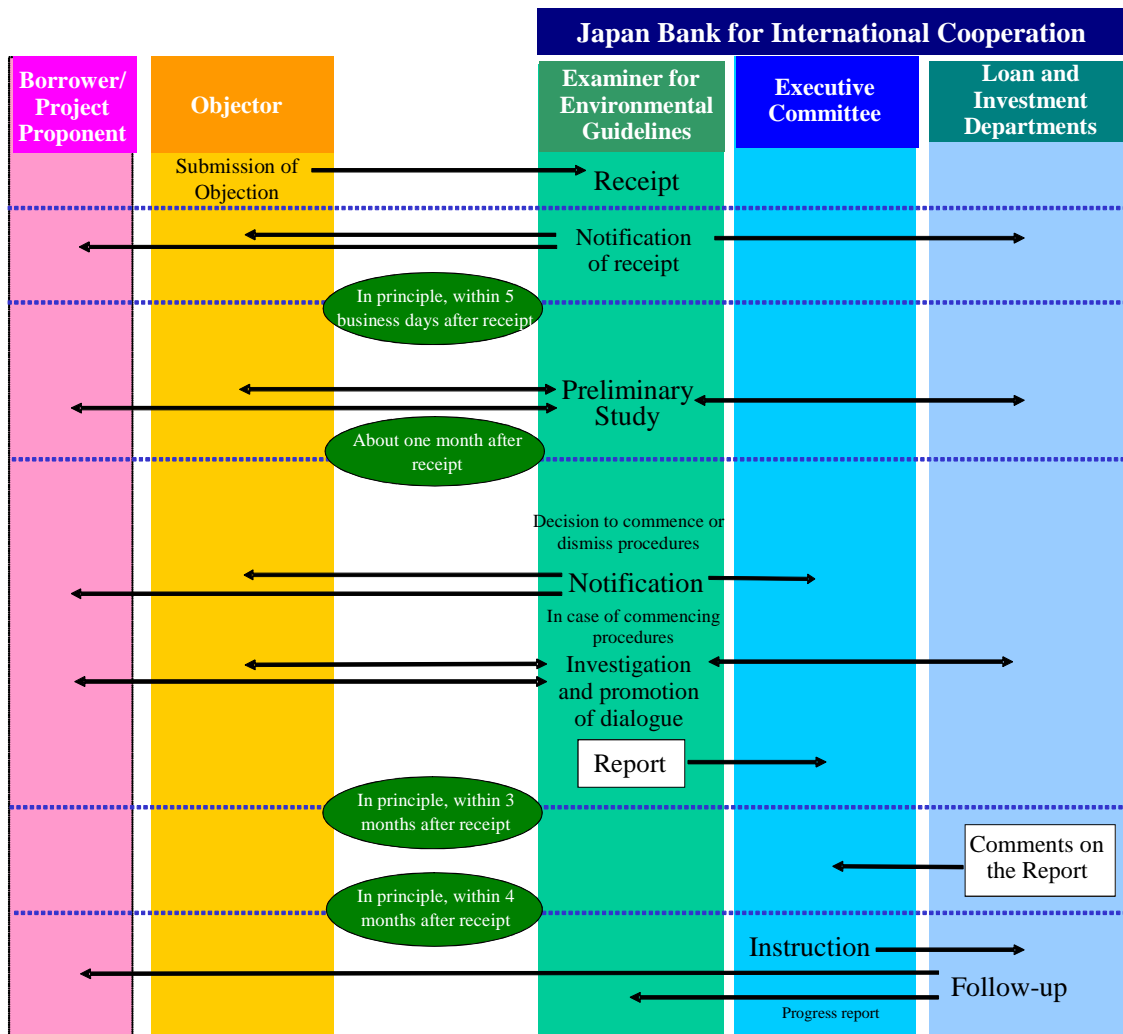 Japan Bank for International Cooperation
Borrower/
Project
Proponent
Objector
Examiner for
Environmental
Guidelines
Executive
Committee
Loan and
Investment
Departments
Submission of
Objection
Receipt
Notification
of receipt
In principle, within 5
business days after receipt
Preliminary
Study
About one month after
receipt
Decision to commence or
dismiss procedures
Notification
In case of commencing
procedures
Investigation
and promotion
of dialogue
Report
In principle, within 3
months after receipt
Comments on
the Report
In principle, within 4
months after receipt
Instruction
Follow-up
Progress report